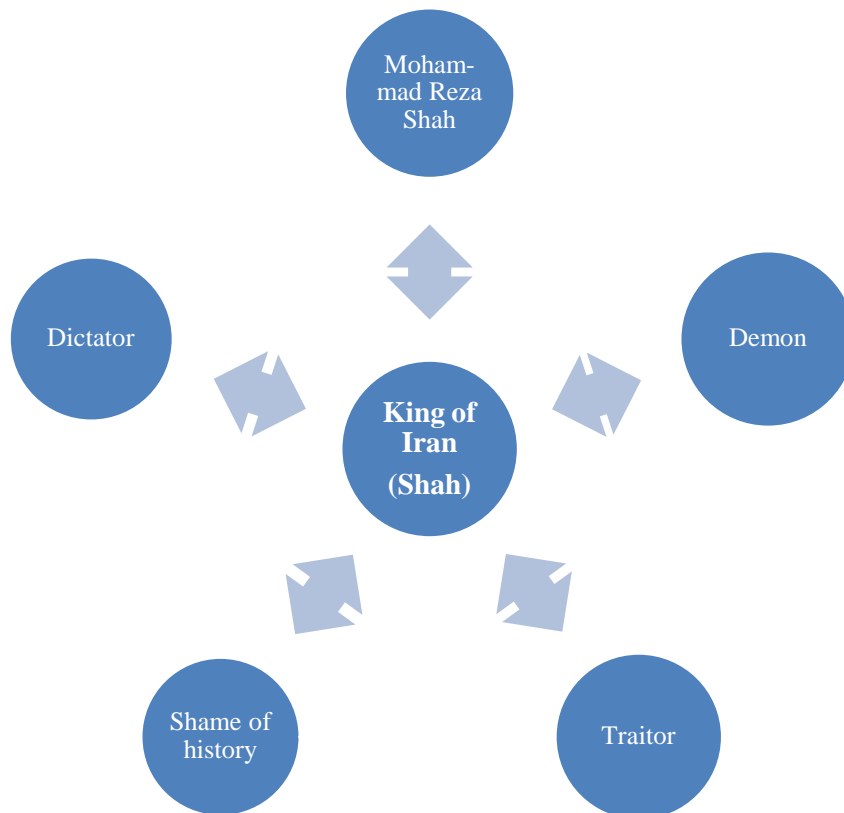 Moham-
mad Reza
Shah
Dictator
Demon
King of
Iran
(Shah)
Shame of
history
Traitor